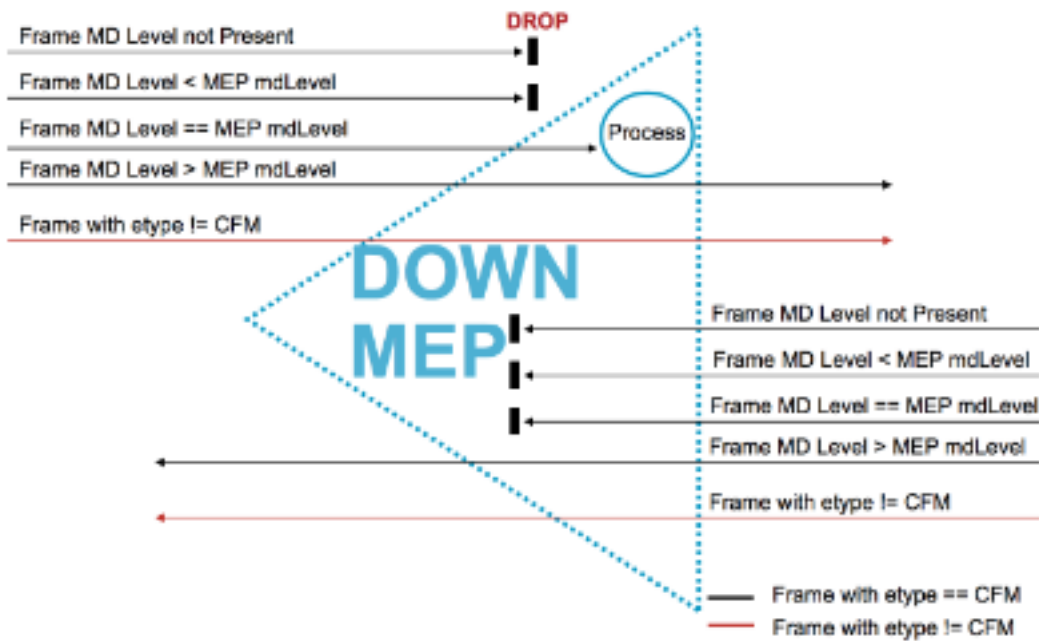 DROP
Frame MD Level not Present
Frame MD Level < MEP mdLevel
Frame MD Level == MEP mdLevel
Process
Frame MD Level > MEP mdLevel
Frame with etype != CFM
DOWN
MEP
Frame MD Level not Present
Frame MD Level < MEP mdLevel
Frame MD Level == MEP mdLevel
Frame MD Level > MEP mdLevel
Frame with etype != CFM
Frame with etype == CFM
Frame with etype != CFM